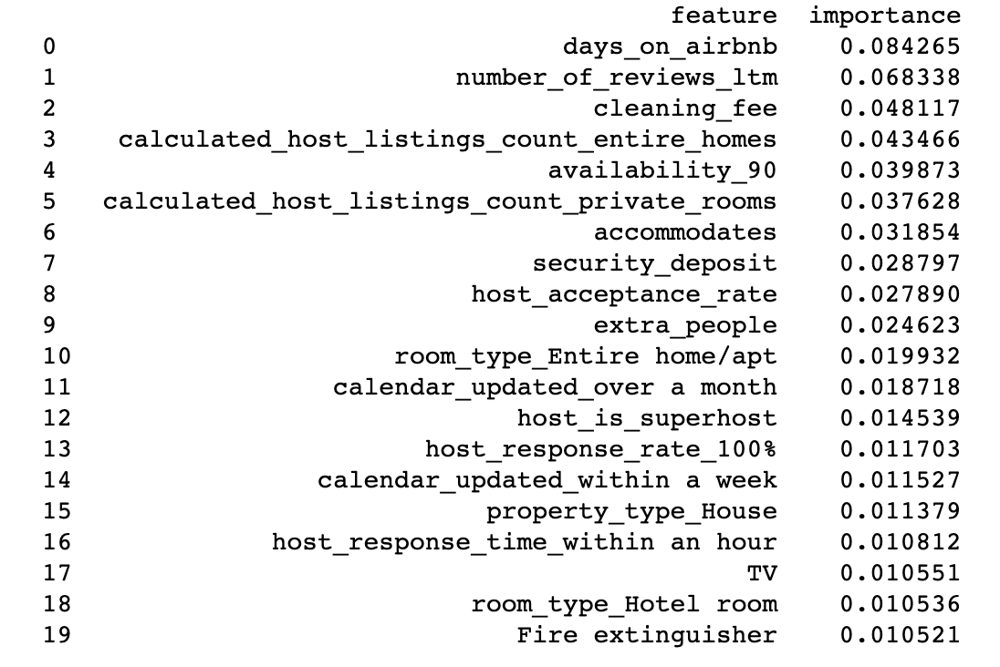 feature importance
0 days_on_airbnb 0.084265
1 number_of_reviews_ltm 0.068338
2 cleaning_fee 0.048117
3 calculated_host_listings_count_entire_homes 0.043466
4 availability_90 0.039873
5 calculated_host_listings_count_private_rooms 0.037628
6 accommodates 0.031854
7 security_deposit 0.028797
8 host_acceptance_rate 0.027890
9 extra_people 0.024623
10 room_type_Entire home/apt 0.019932
11 calendar_updated_over a month 0.018718
12 host_is_superhost 0.014539
13 host_response_rate_100% 0.011703
14 calendar_updated_within a week 0.011527
15 property_type_House 0.011379
16 host_response_time_within an hour 0.010812
17 TV 0.010551
18 room_type_Hotel room 0.010536
19 Fire extinguisher 0.010521